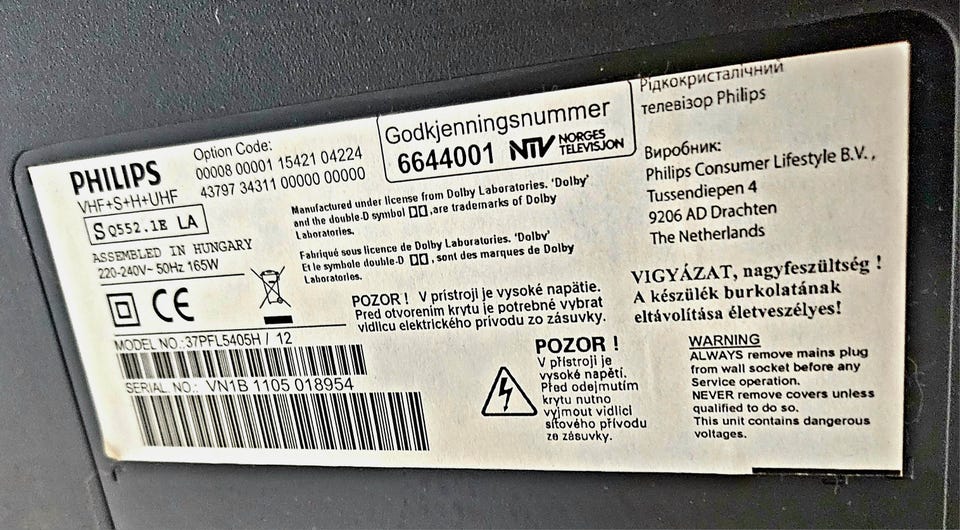 PHILIPS
VHF+S+H+UHF
S Q552.1E LA
ASSEMBLED IN HUNGARY
220-240V~ 50Hz 165W
CE
MODEL NO.:37PFL5405H / 12
SERIAL NO.: VN1B 1105 018954
Option Code:
00008 00001 15421 04224
43797 34311 00000 00000
Godkjenningsnummer
6644001 NTV NORGES
TELEVISJON
Manufactured under license from Dolby Laboratories. 'Dolby'
and the double-D symbol ,are trademarks of Dolby
Laboratories.
Fabriqué sous licence de Dolby Laboratories. 'Dolby'
Et le symbole double-D , sont des marques de Dolby
Laboratories.
POZOR ! V prístroji je vysoké napätie.
Pred otvorením krytu je potrebné vybrat
vidlicu elektrického prívodu zo zásuvky.
POZOR !
V přístroji je
vysoké napětí.
Před odejmutím
krytu nutno
vyjmout vidlici
síťového přívodu
ze zásuvky.
Рідкокристалічний
телевізор Philips
Виробник:
Philips Consumer Lifestyle B.V.,
Tussendiepen 4
9206 AD Drachten
The Netherlands
VIGYÁZAT, nagyfeszültség !
A készülék burkolatának
eltávolítása életveszélyes!
WARNING
ALWAYS remove mains plug
from wall socket before any
Service operation.
NEVER remove covers unless
qualified to do so.
This unit contains dangerous
voltages.